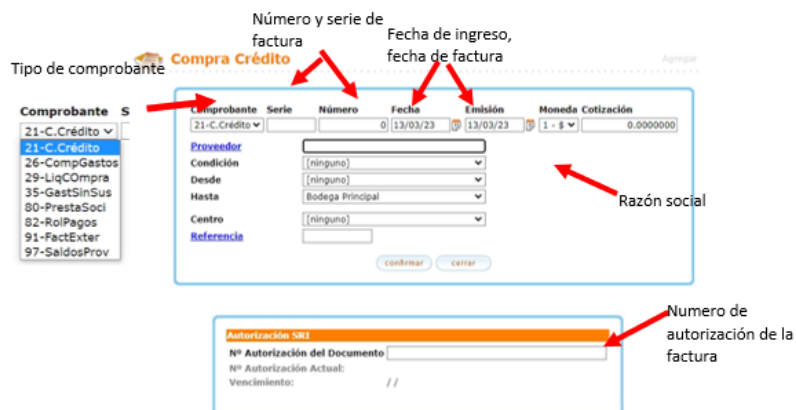 Número y serie de
factura
Fecha de ingreso,
fecha de factura
Tipo de comprobante
Compra Crédito
Agregar
Comprobante S
21-C.Crédito
21-C.Crédito
26-CompGastos
29-LiqCOmpra
35-GastSinSus
80-PrestaSoci
82-RolPagos
91-FactExter
97-SaldosProv
Comprobante Serie Número Fecha Emisión Moneda Cotización
21-C.Crédito 0 13/03/23 13/03/23 1 - $ 0.0000000
Proveedor
Condición [ninguno]
Desde [ninguno]
Hasta Bodega Principal
Centro [ninguno]
Referencia
confirmar cerrar
Razón social
Numero de
autorización de la
factura
Autorización SRI
Nº Autorización del Documento
Nº Autorización Actual:
Vencimiento: / /